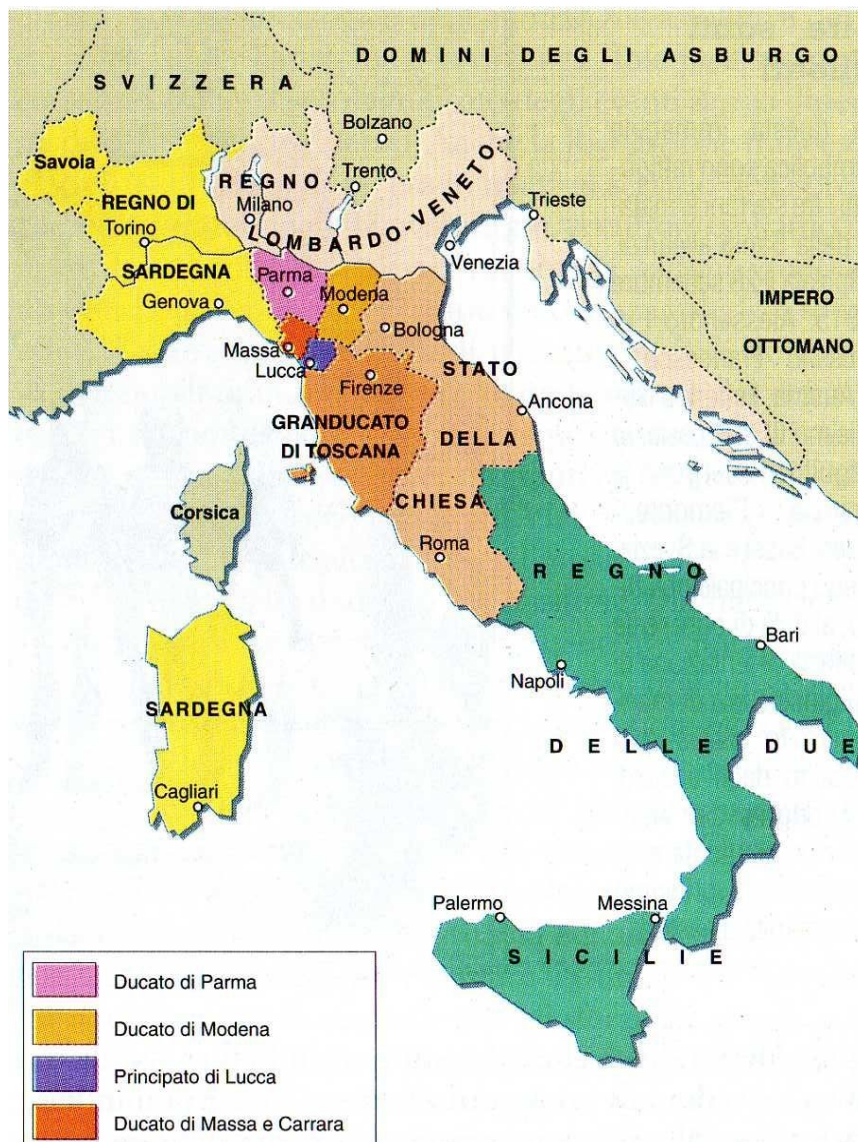 DOMINI DEGLI ASBURGO
SVIZZERA
Bolzano
Savoia
Trento
REGNO
LOMBARDO-VENETO
REGNO DI
SARDEGNA
Milano
Trieste
Torino
Venezia
Parma
Genova
Modena
IMPERO
OTTOMANO
Bologna
Massa
Lucca
STATO
DELLA
CHIESA
Firenze
Ancona
GRANDUCATO
DI TOSCANA
Corsica
Roma
REGNO
DELLE DUE
SICILIE
Bari
Napoli
SARDEGNA
Cagliari
Palermo
Messina
Ducato di Parma
Ducato di Modena
Principato di Lucca
Ducato di Massa e Carrara